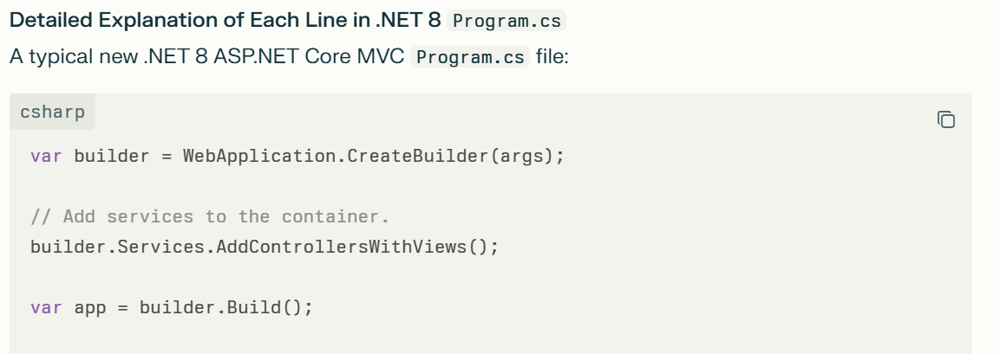 Detailed Explanation of Each Line in .NET 8 Program.cs
A typical new .NET 8 ASP.NET Core MVC Program.cs file:
csharp
var builder = WebApplication.CreateBuilder(args);
// Add services to the container.
builder.Services.AddControllersWithViews();
var app = builder.Build();